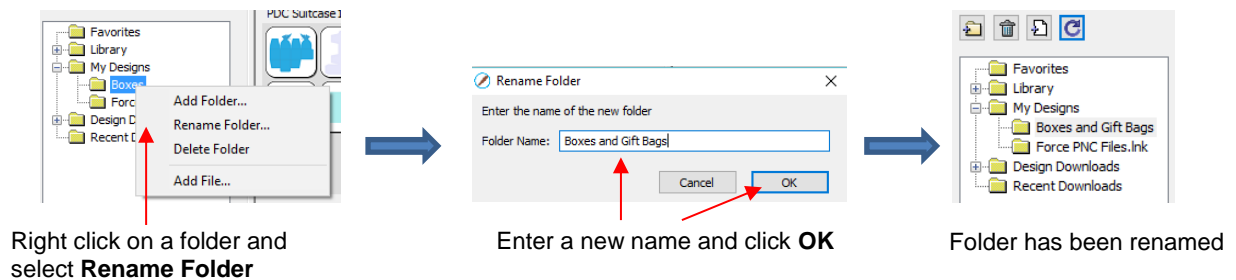 PDC Suitcase
Favorites
Library
My Designs
Boxes
Forc
Design D
Recent D
Add Folder...
Rename Folder...
Delete Folder
Add File...
Right click on a folder and
select Rename Folder
Rename Folder
Enter the name of the new folder
Folder Name: Boxes and Gift Bags
Cancel OK
Enter a new name and click OK
Favorites
Library
My Designs
Boxes and Gift Bags
Force PNC Files.lnk
Design Downloads
Recent Downloads
Folder has been renamed